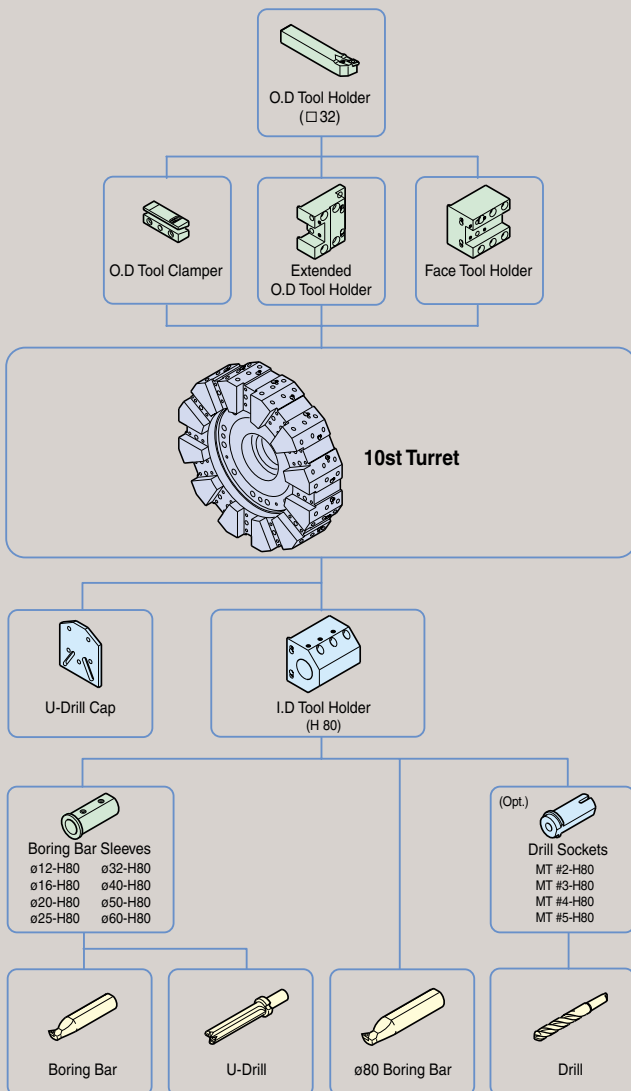 O.D Tool Holder
(□32)
O.D Tool Clamper
Extended
O.D Tool Holder
Face Tool Holder
10st Turret
U-Drill Cap
I.D Tool Holder
(H 80)
Boring Bar Sleeves
ø12-H80 ø32-H80
ø16-H80 ø40-H80
ø20-H80 ø50-H80
ø25-H80 ø60-H80
(Opt.)
Drill Sockets
MT #2-H80
MT #3-H80
MT #4-H80
MT #5-H80
Boring Bar
U-Drill
ø80 Boring Bar
Drill